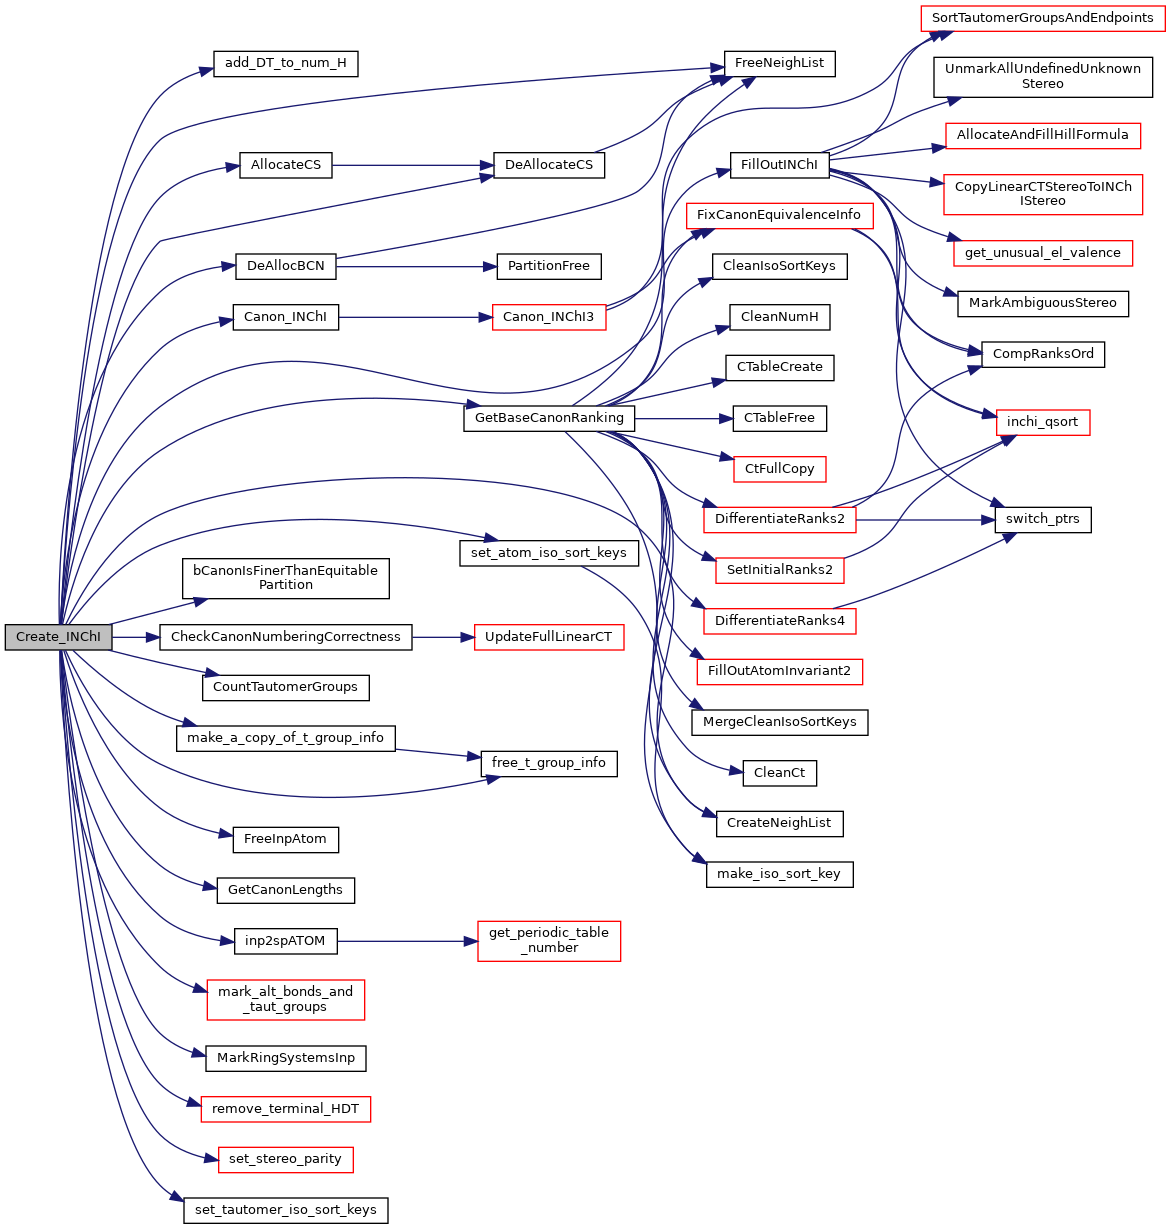 SortTautomerGroupsAndEndpoints
add_DT_to_num_H
FreeNeighList
UnmarkAllUndefinedUnknown
Stereo
AllocateAndFillHillFormula
AllocateCS
DeAllocateCS
FillOutINChI
CopyLinearCTStereoToINCh
IStereo
FixCanonEquivalenceInfo
get_unusual_el_valence
DeAllocBCN
PartitionFree
CleanIsoSortKeys
MarkAmbiguousStereo
Canon_INChI
Canon_INChI3
CleanNumH
CompRanksOrd
CTableCreate
GetBaseCanonRanking
CTableFree
inchi_qsort
CtFullCopy
DifferentiateRanks2
switch_ptrs
set_atom_iso_sort_keys
SetInitialRanks2
bCanonIsFinerThanEquitable
Partition
DifferentiateRanks4
Create_INChI
CheckCanonNumberingCorrectness
UpdateFullLinearCT
FillOutAtomInvariant2
CountTautomerGroups
MergeCleanIsoSortKeys
make_a_copy_of_t_group_info
free_t_group_info
CleanCt
CreateNeighList
FreeInpAtom
make_iso_sort_key
GetCanonLengths
inp2spATOM
get_periodic_table
_number
mark_alt_bonds_and
_taut_groups
MarkRingSystemsInp
remove_terminal_HDT
set_stereo_parity
set_tautomer_iso_sort_keys